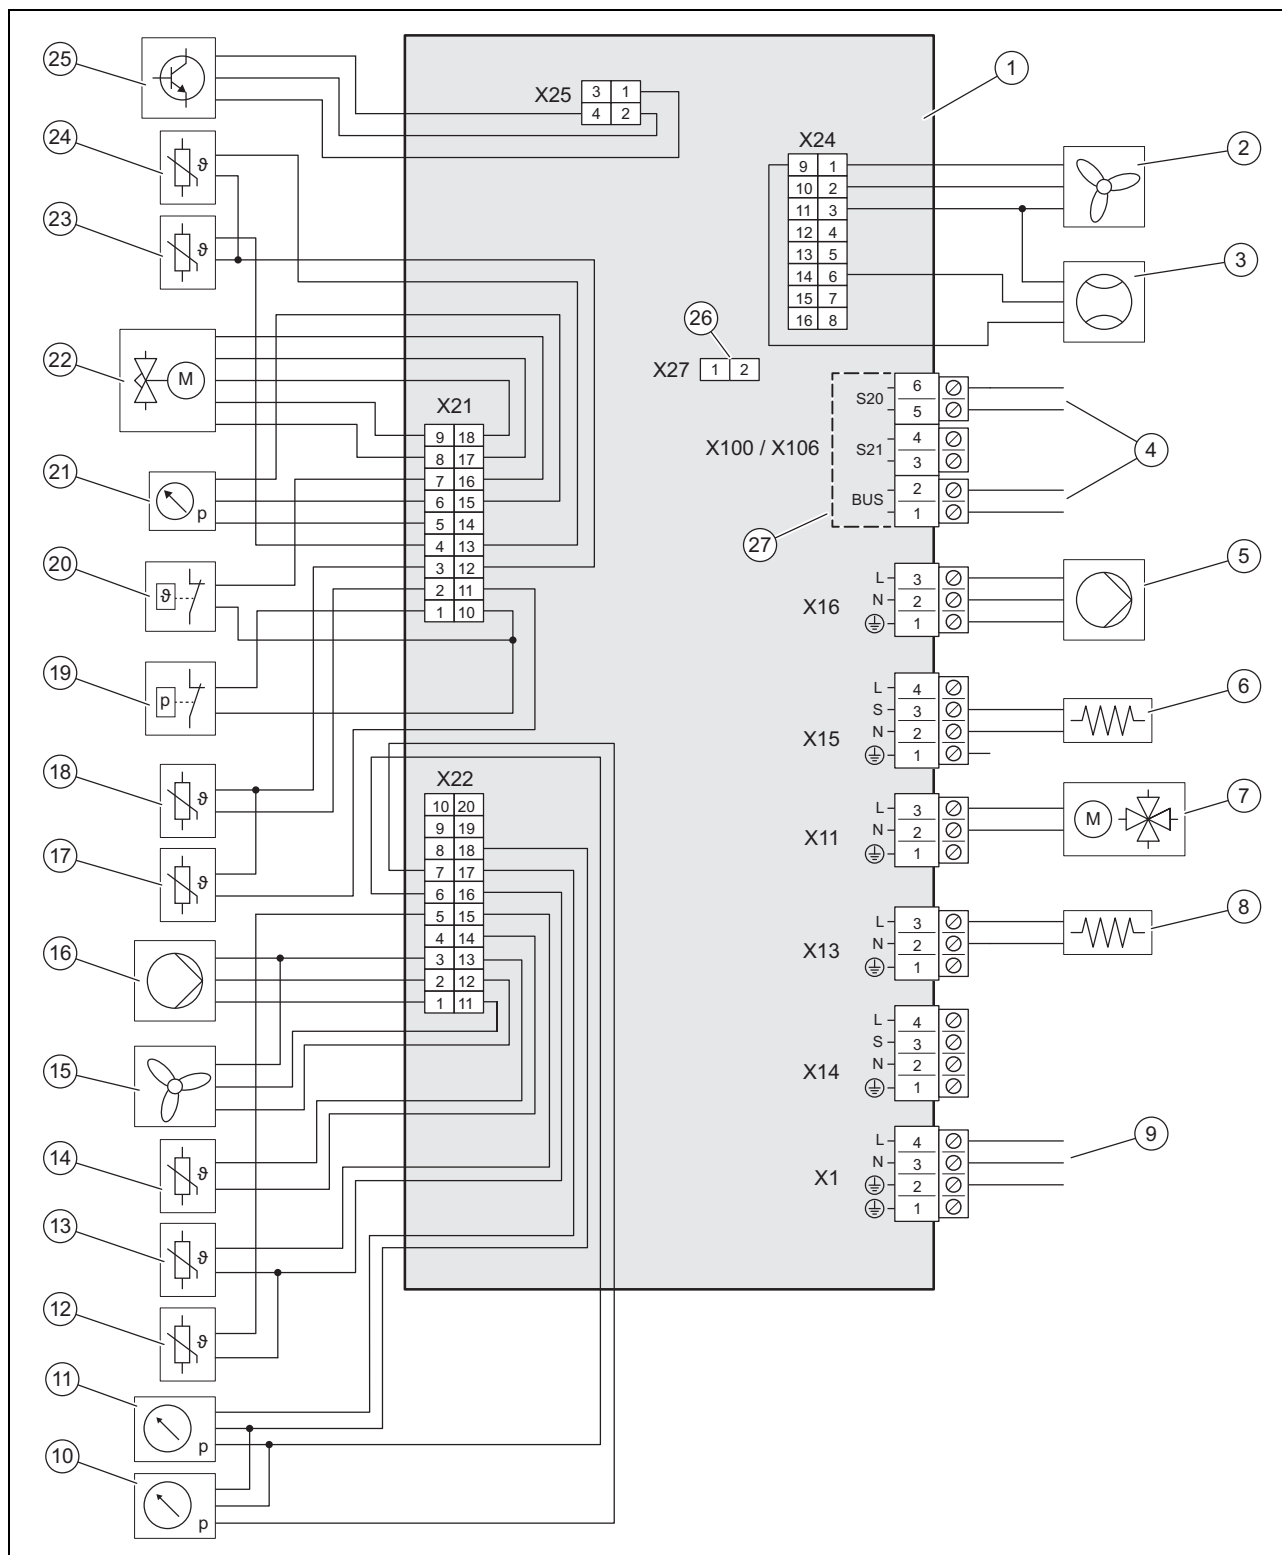 25
24
23
22
M
21
p
20
ϑ
19
p
18
ϑ
17
ϑ
16
15
14
ϑ
13
ϑ
12
ϑ
11
p
10
p
ϑ
ϑ
X25
3 1
4 2
X21
9 18
8 17
7 16
6 15
5 14
4 13
3 12
2 11
1 10
X22
10 20
9 19
8 18
7 17
6 16
5 15
4 14
3 13
2 12
1 11
X24
9 1
10 2
11 3
12 4
13 5
14 6
15 7
16 8
26
X27 1 2
X100 / X106
S20
S21
BUS
6
5
4
3
2
1
27
X16
L 3
N 2
1
X15
L 4
S 3
N 2
1
X11
L 3
N 2
1
X13
L 3
N 2
1
X14
L 4
S 3
N 2
1
X1
L 4
N 3
2
1
1
2
3
4
5
6
7
M
8
9